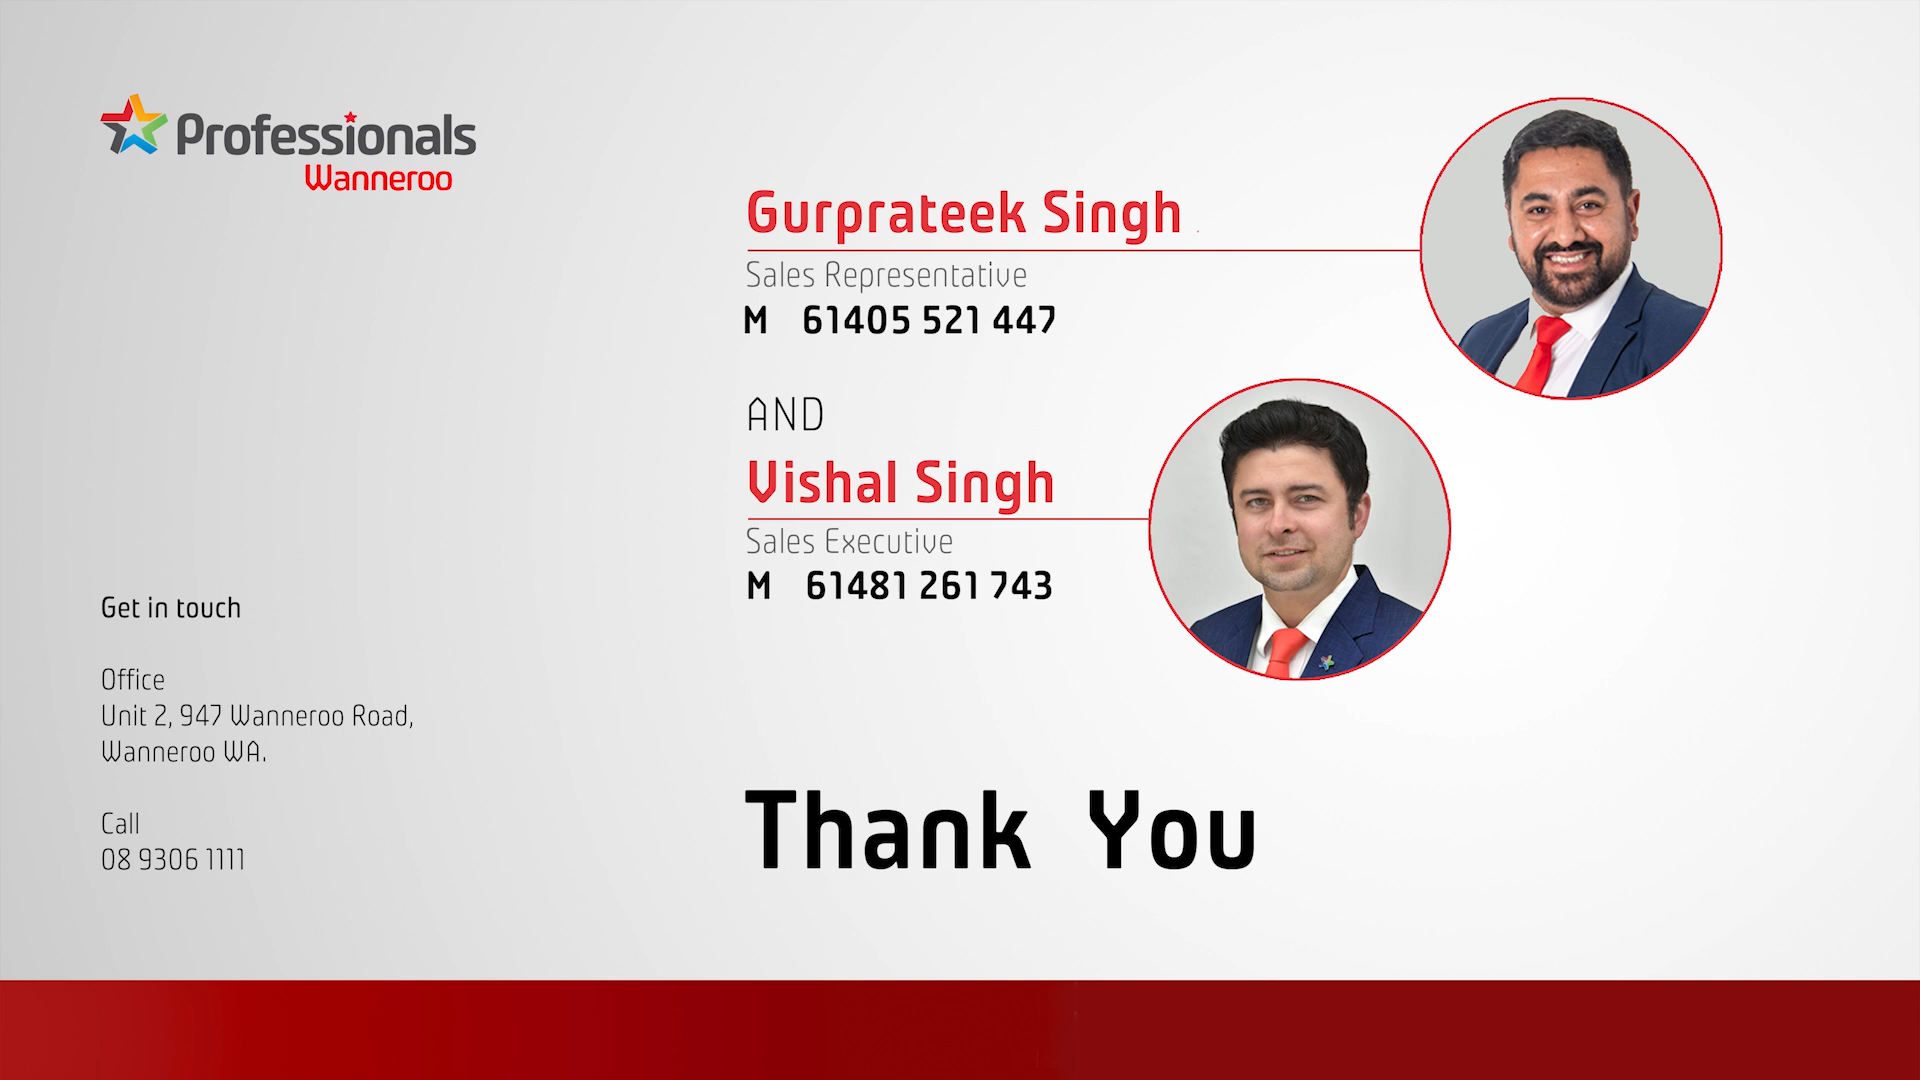 Professionals
Wanneroo
Gurprateek Singh
Sales Representative
M 61405 521 447
AND
Vishal Singh
Sales Executive
M 61481 261 743
Get in touch
Office
Unit 2, 947 Wanneroo Road,
Wanneroo WA.
Call
08 9306 1111
Thank You